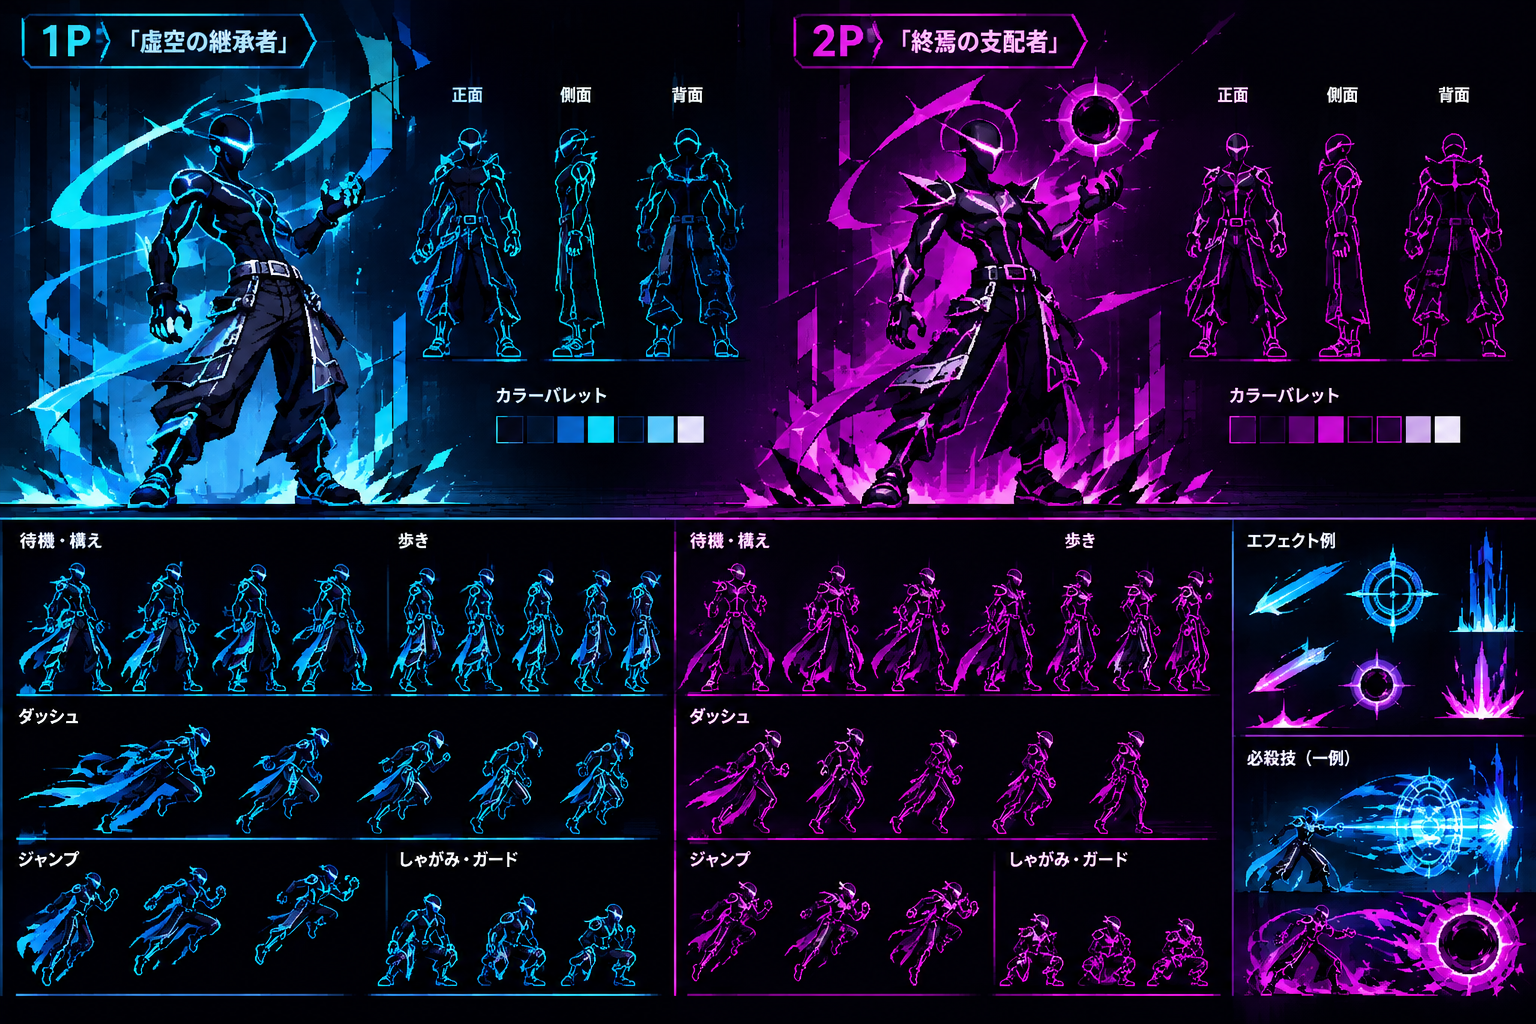 1P 「虚空の継承者」
正面 側面 背面
カラーパレット
2P 「終焉の支配者」
正面 側面 背面
カラーパレット
待機・構え 歩き
ダッシュ
ジャンプ しゃがみ・ガード
待機・構え 歩き
ダッシュ
ジャンプ しゃがみ・ガード
エフェクト例
必殺技（一例）